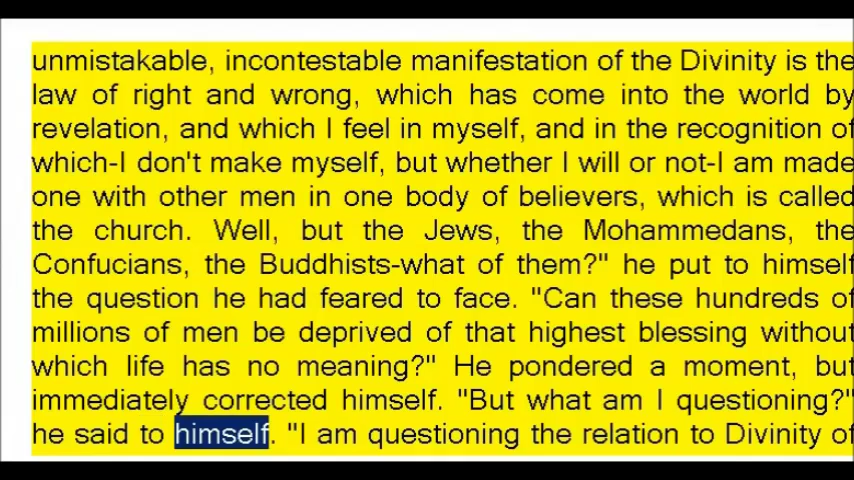 unmistakable, incontestable manifestation of the Divinity is the
law of right and wrong, which has come into the world by
revelation, and which I feel in myself, and in the recognition of
which-I don't make myself, but whether I will or not-I am made
one with other men in one body of believers, which is called
the church. Well, but the Jews, the Mohammedans, the
Confucians, the Buddhists-what of them?" he put to himself
the question he had feared to face. "Can these hundreds of
millions of men be deprived of that highest blessing without
which life has no meaning?" He pondered a moment, but
immediately corrected himself. "But what am I questioning?"
he said to himself. "I am questioning the relation to Divinity of